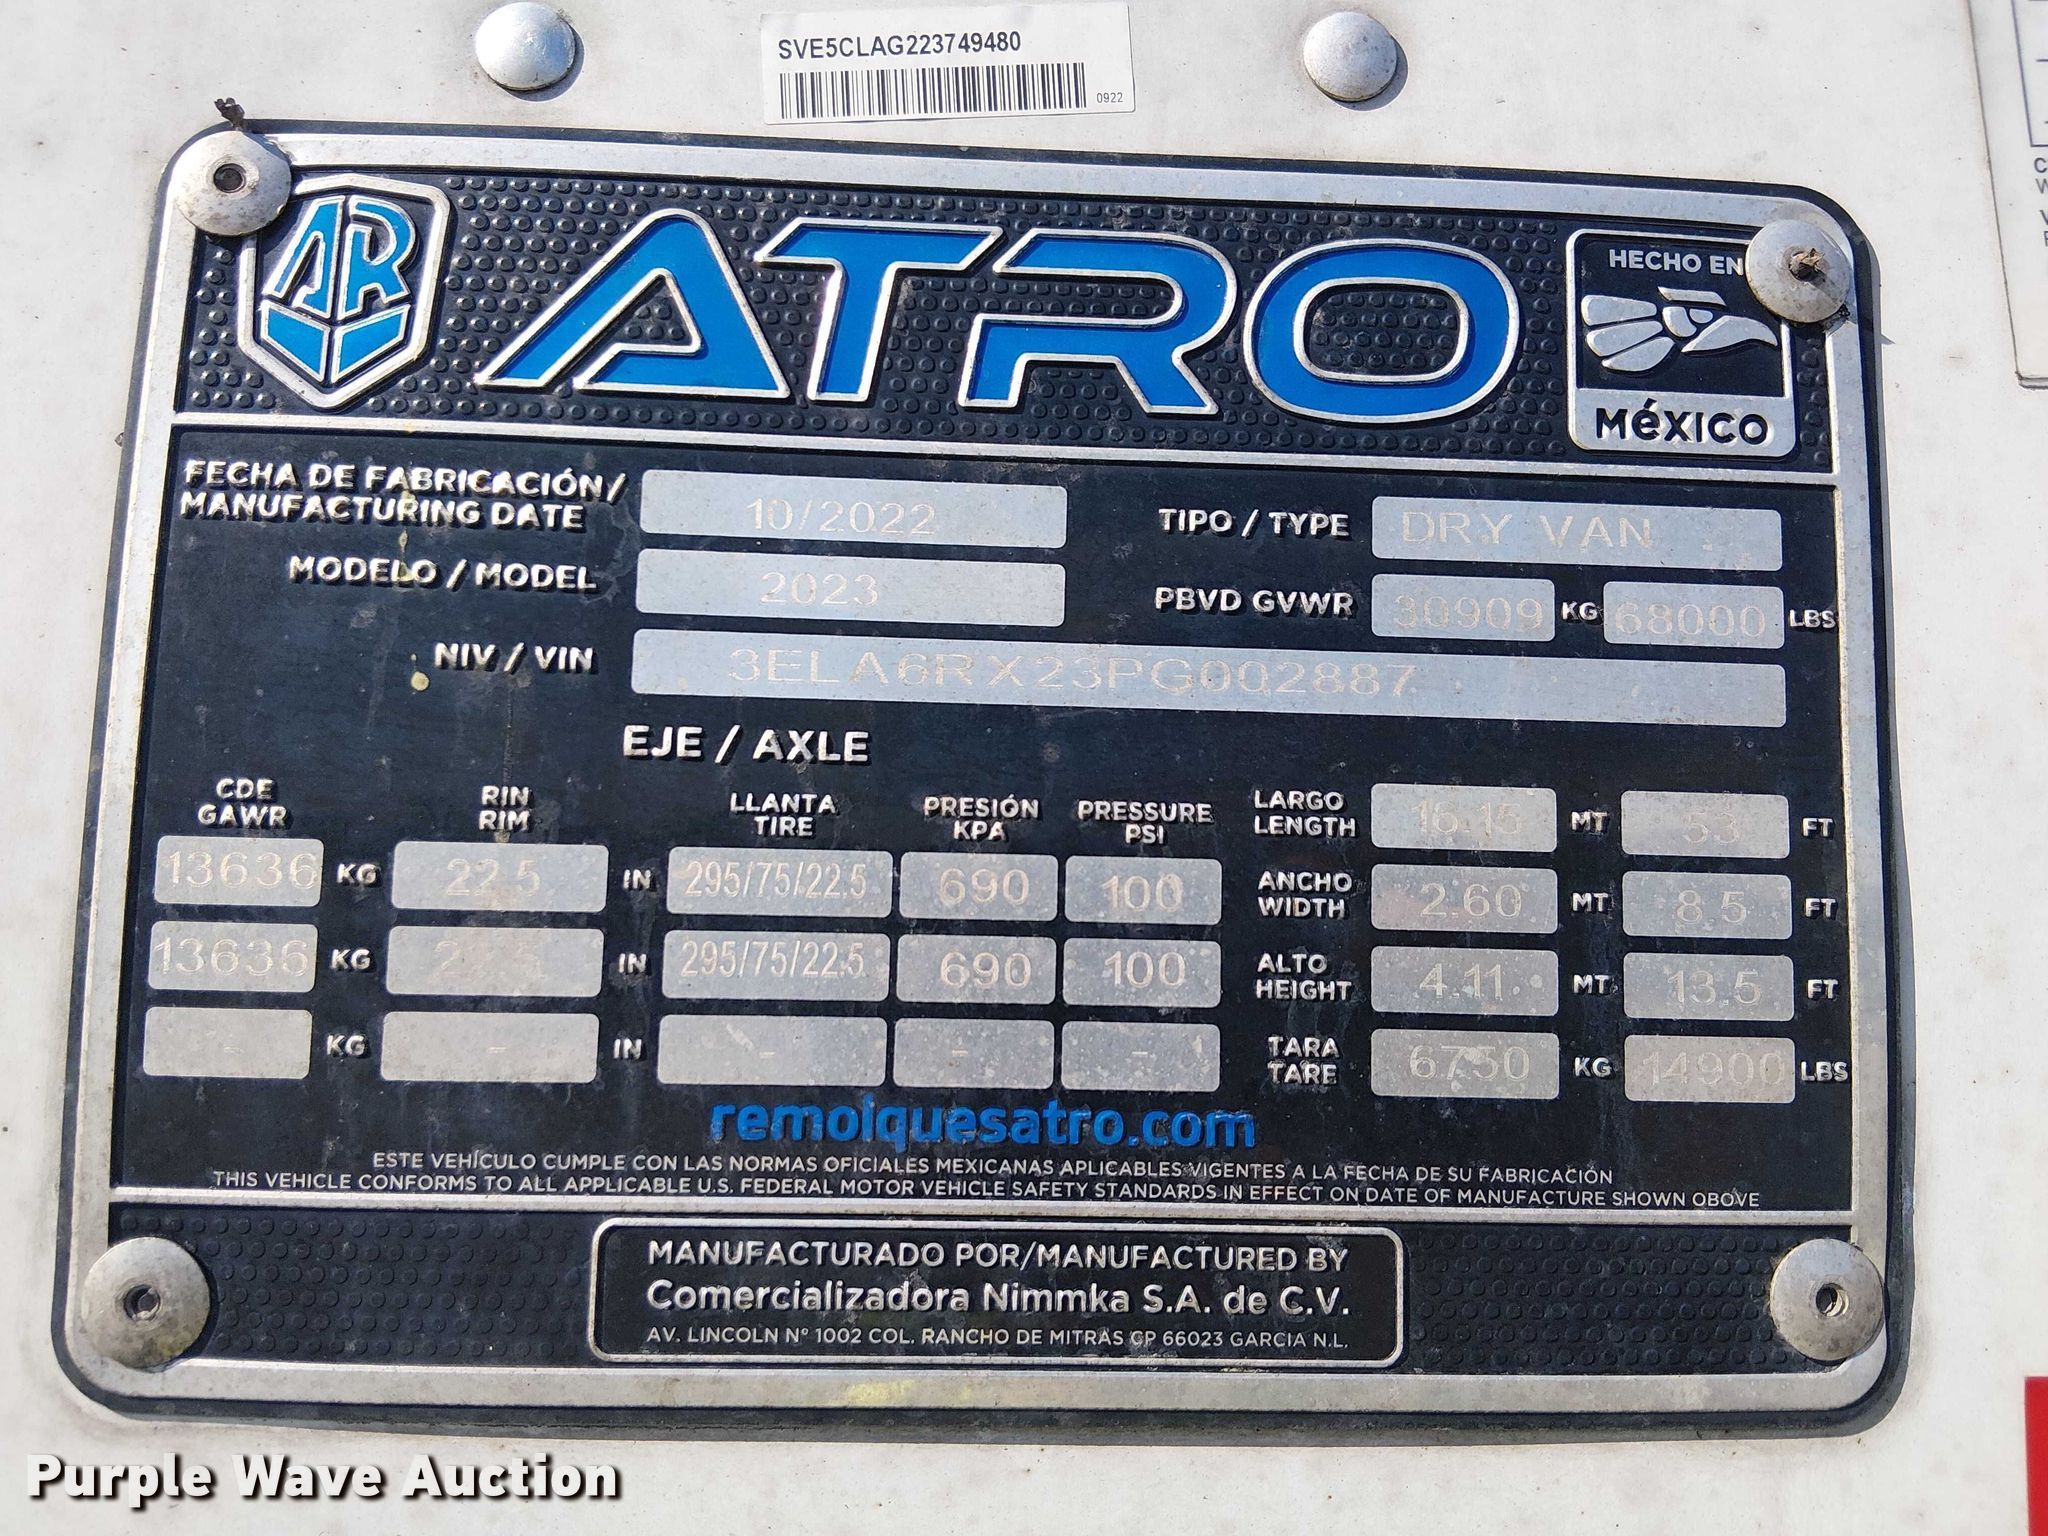 SVE5CLAG223749480
0922
AR ATRO
HECHO EN
MéXICO
FECHA DE FABRICACIÓN/
MANUFACTURING DATE 10/2022 TIPO / TYPE DRY VAN
MODELO / MODEL 2023 PBVD GVWR 30909 KG 68000 LBS
NIV / VIN 3ELA6RX23PG002887
EJE / AXLE
CDE GAWR RIN RIM LLANTA TIRE PRESIÓN KPA PRESSURE PSI
13636 KG 22.5 IN 295/75/22.5 690 100
13636 KG 22.5 IN 295/75/22.5 690 100
- KG - IN - - -
LARGO LENGTH 16.15 MT 53 FT
ANCHO WIDTH 2.60 MT 8.5 FT
ALTO HEIGHT 4.11 MT 13.5 FT
TARA TARE 6750 KG 14900 LBS
remolquesatro.com
ESTE VEHÍCULO CUMPLE CON LAS NORMAS OFICIALES MEXICANAS APLICABLES VIGENTES A LA FECHA DE SU FABRICACIÓN
THIS VEHICLE CONFORMS TO ALL APPLICABLE U.S. FEDERAL MOTOR VEHICLE SAFETY STANDARDS IN EFFECT ON DATE OF MANUFACTURE SHOWN OBOVE
MANUFACTURADO POR/MANUFACTURED BY
Comercializadora Nimmka S.A. de C.V.
AV. LINCOLN Nº 1002 COL. RANCHO DE MITRAS CP 66023 GARCIA N.L.
Purple Wave Auction